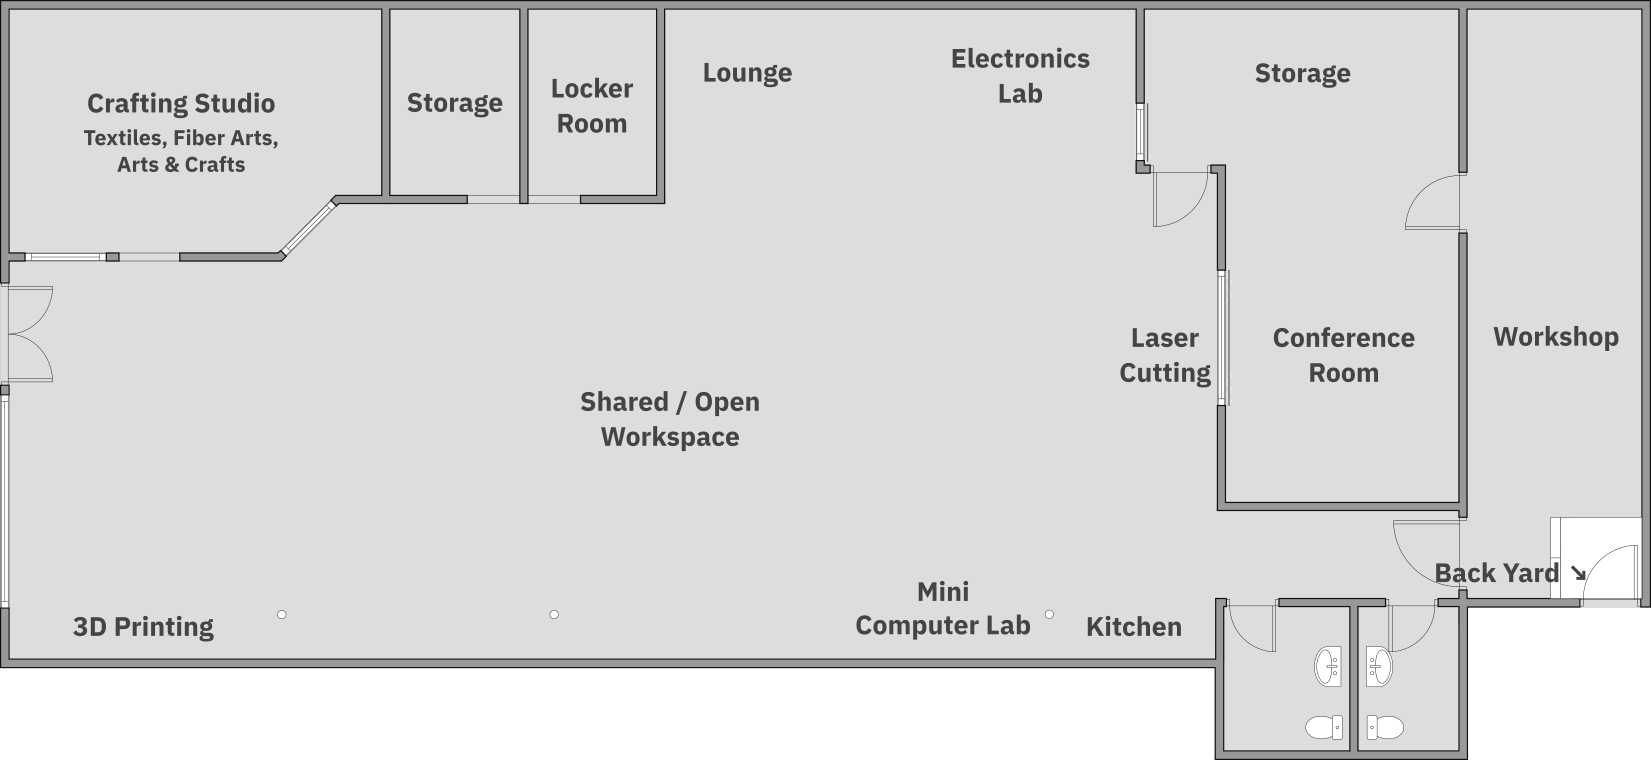 Crafting Studio
Textiles, Fiber Arts,
Arts & Crafts
Storage
Locker
Room
Lounge
Electronics
Lab
Storage
Laser
Cutting
Conference
Room
Workshop
Shared / Open
Workspace
Back Yard ↘
3D Printing
Mini
Computer Lab
Kitchen